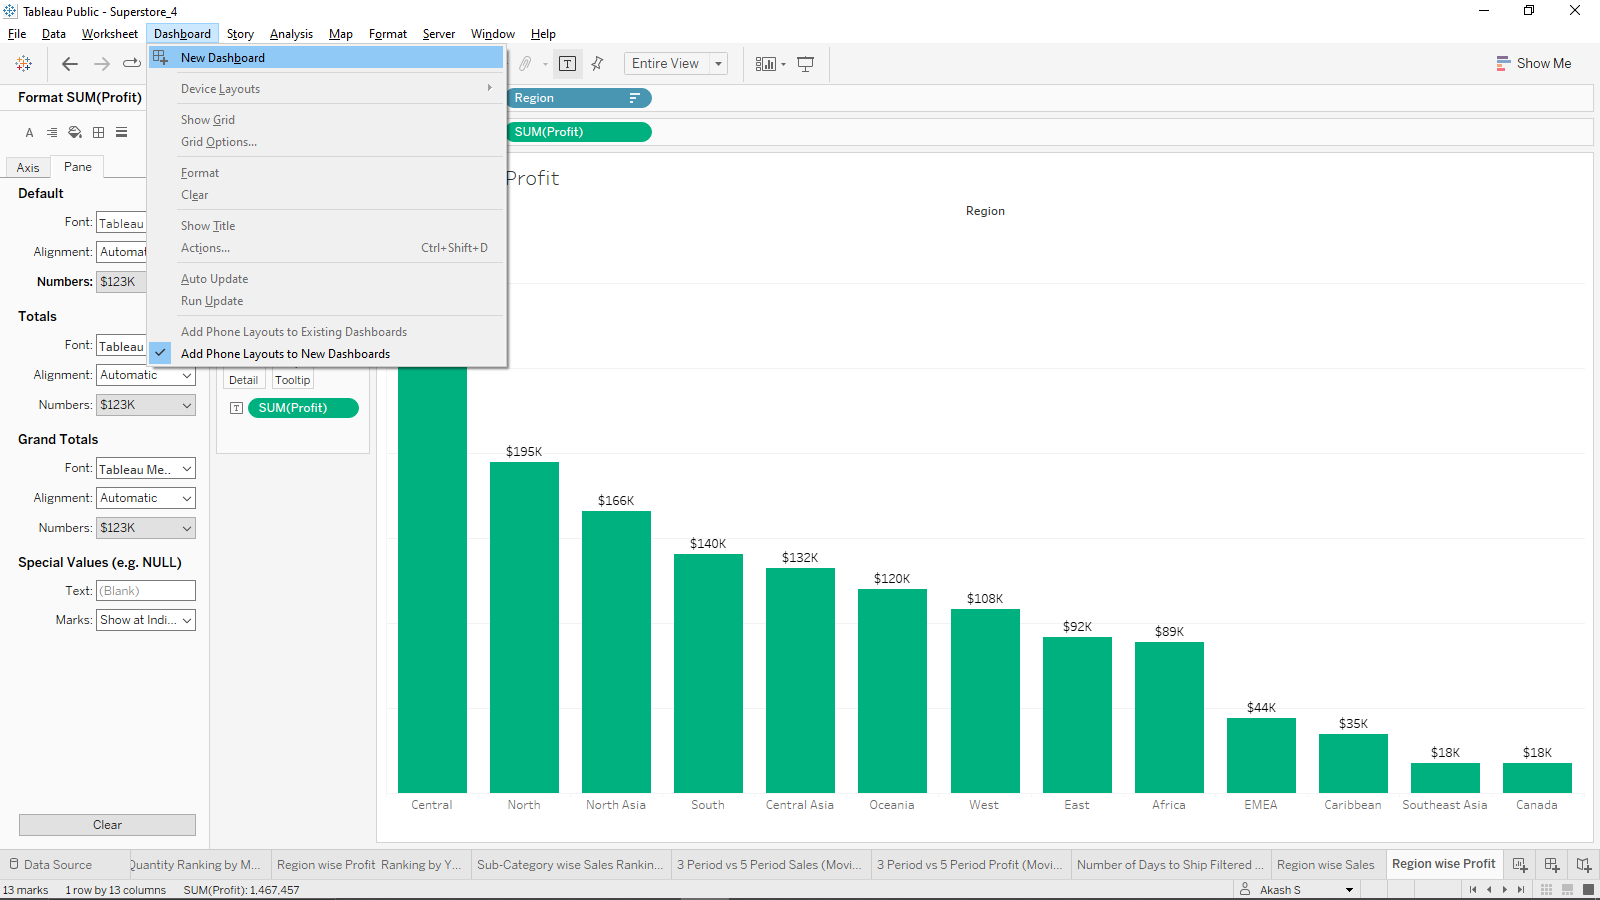 Tableau Public - Superstore_4
File Data Worksheet Dashboard Story Analysis Map Format Server Window Help
New Dashboard
Device Layouts
Show Grid
Grid Options...
Format
Clear
Show Title
Actions... Ctrl+Shift+D
Auto Update
Run Update
Add Phone Layouts to Existing Dashboards
Add Phone Layouts to New Dashboards
Entire View
Show Me
Format SUM(Profit)
Axis Pane
Default
Font: Tableau
Alignment: Automat
Numbers: $123K
Totals
Font: Tableau
Alignment: Automatic
Numbers: $123K
Grand Totals
Font: Tableau Me..
Alignment: Automatic
Numbers: $123K
Special Values (e.g. NULL)
Text: (Blank)
Marks: Show at Indi...
Clear
Detail Tooltip
T SUM(Profit)
Region
SUM(Profit)
Profit
Region
$195K
$166K
$140K
$132K
$120K
$108K
$92K
$89K
$44K
$35K
$18K
$18K
Central North North Asia South Central Asia Oceania West East Africa EMEA Caribbean Southeast Asia Canada
Data Source Quantity Ranking by M... Region wise Profit Ranking by Y... Sub-Category wise Sales Rankin... 3 Period vs 5 Period Sales (Movi... 3 Period vs 5 Period Profit (Movi... Number of Days to Ship Filtered ... Region wise Sales Region wise Profit
13 marks 1 row by 13 columns SUM(Profit): 1,467,457 Akash S